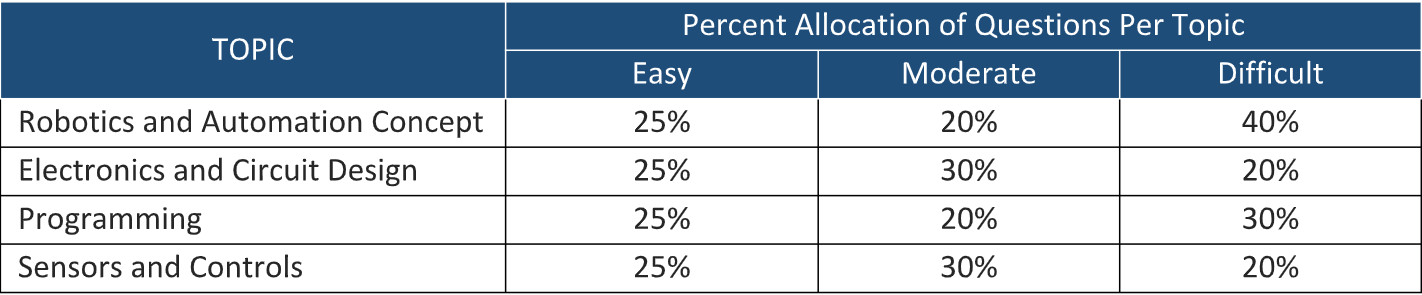 TOPIC
Percent Allocation of Questions Per Topic
Easy Moderate Difficult
Robotics and Automation Concept 25% 20% 40%
Electronics and Circuit Design 25% 30% 20%
Programming 25% 20% 30%
Sensors and Controls 25% 30% 20%